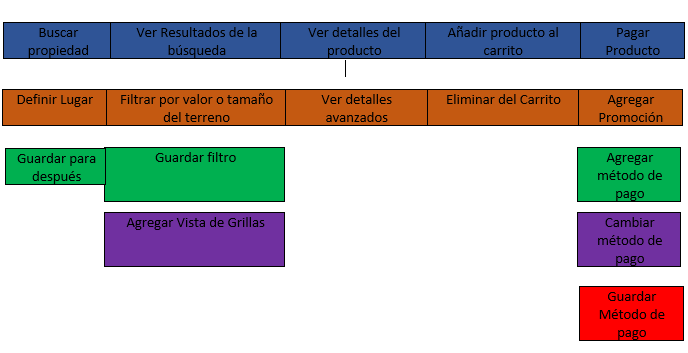 Buscar
propiedad
Ver Resultados de la
búsqueda
Ver detalles del
producto
Añadir producto al
carrito
Pagar
Producto
Definir Lugar
Filtrar por valor o tamaño
del terreno
Ver detalles
avanzados
Eliminar del Carrito
Agregar
Promoción
Guardar para
después
Guardar filtro
Agregar
método de
pago
Agregar Vista de Grillas
Cambiar
método de
pago
Guardar
Método de
pago